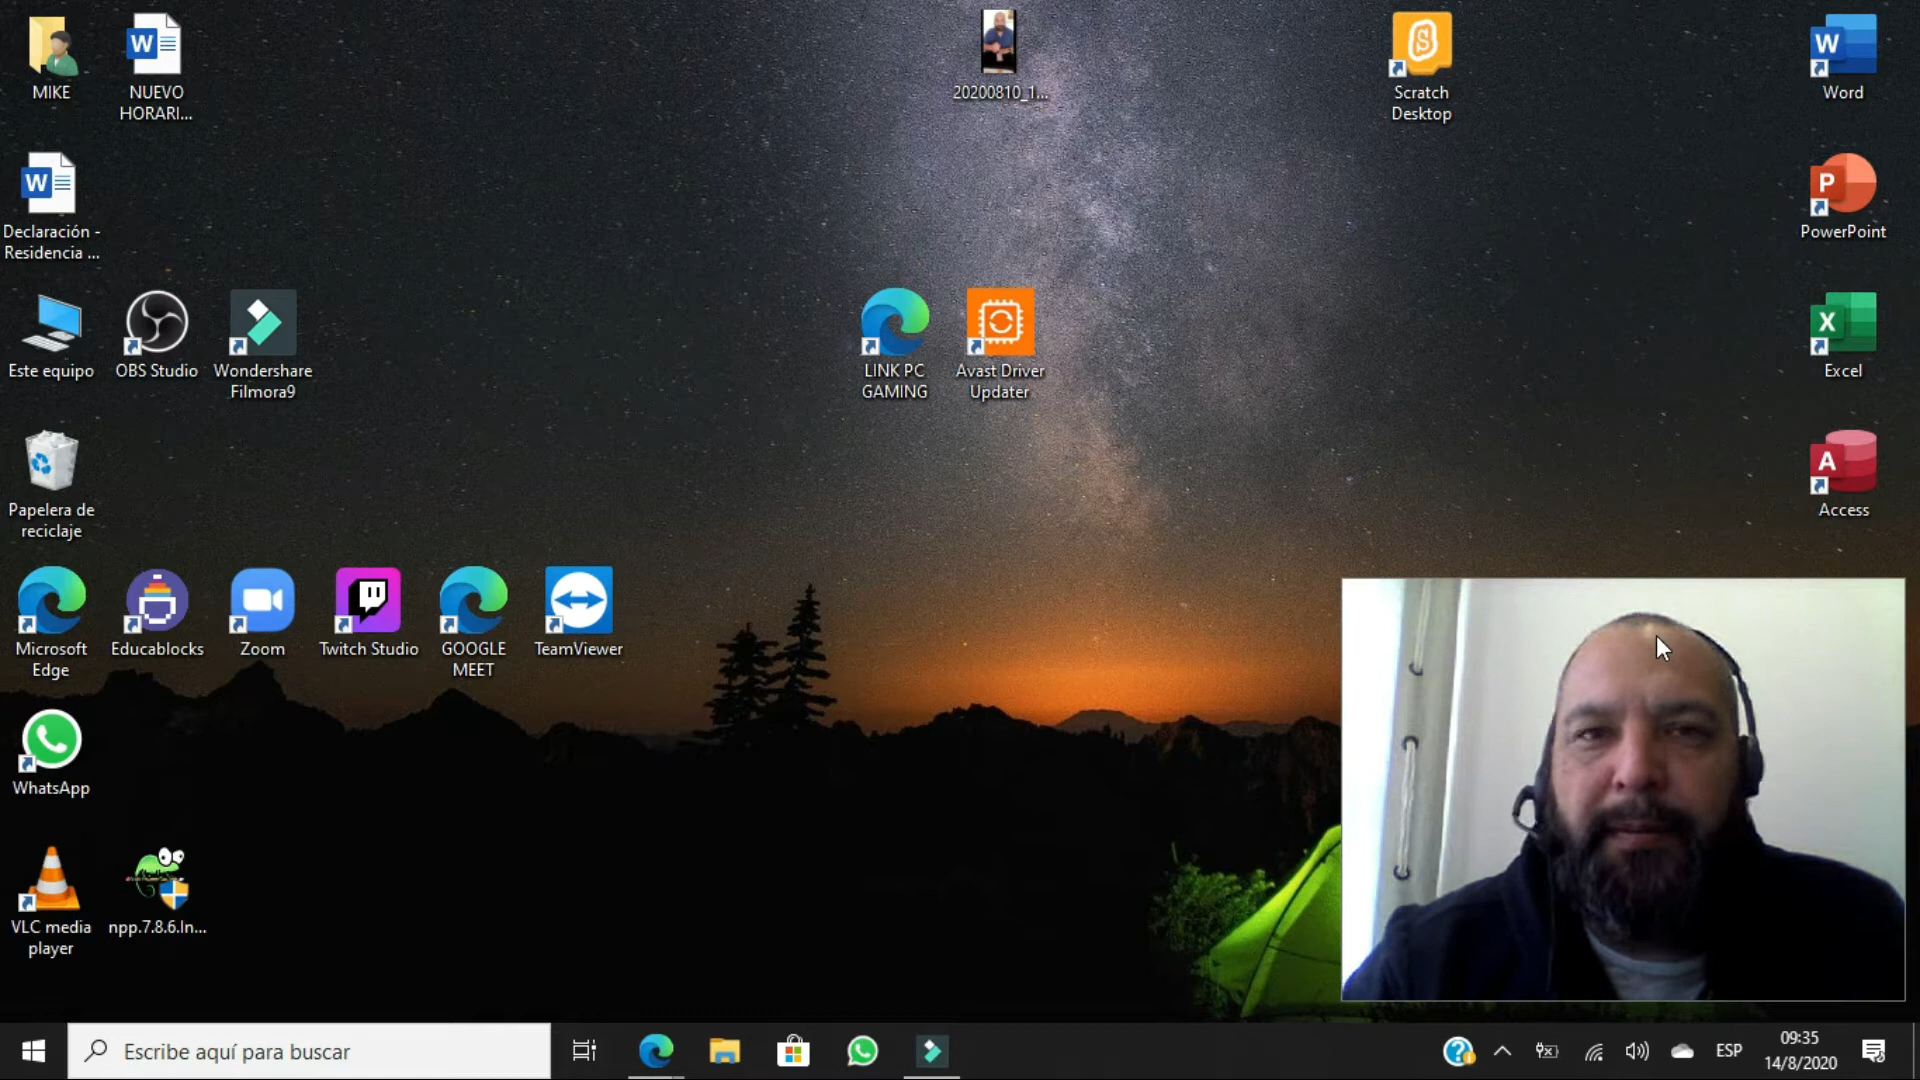 MIKE
NUEVO
HORARI...
20200810_1...
Scratch
Desktop
Word
Declaración -
Residencia ...
PowerPoint
Este equipo
OBS Studio
Wondershare
Filmora9
LINK PC
GAMING
Avast Driver
Updater
Excel
Papelera de
reciclaje
Access
Microsoft
Edge
Educablocks
Zoom
Twitch Studio
GOOGLE
MEET
TeamViewer
WhatsApp
VLC media
player
npp.7.8.6.In...
Escribe aquí para buscar
ESP
09:35
14/8/2020